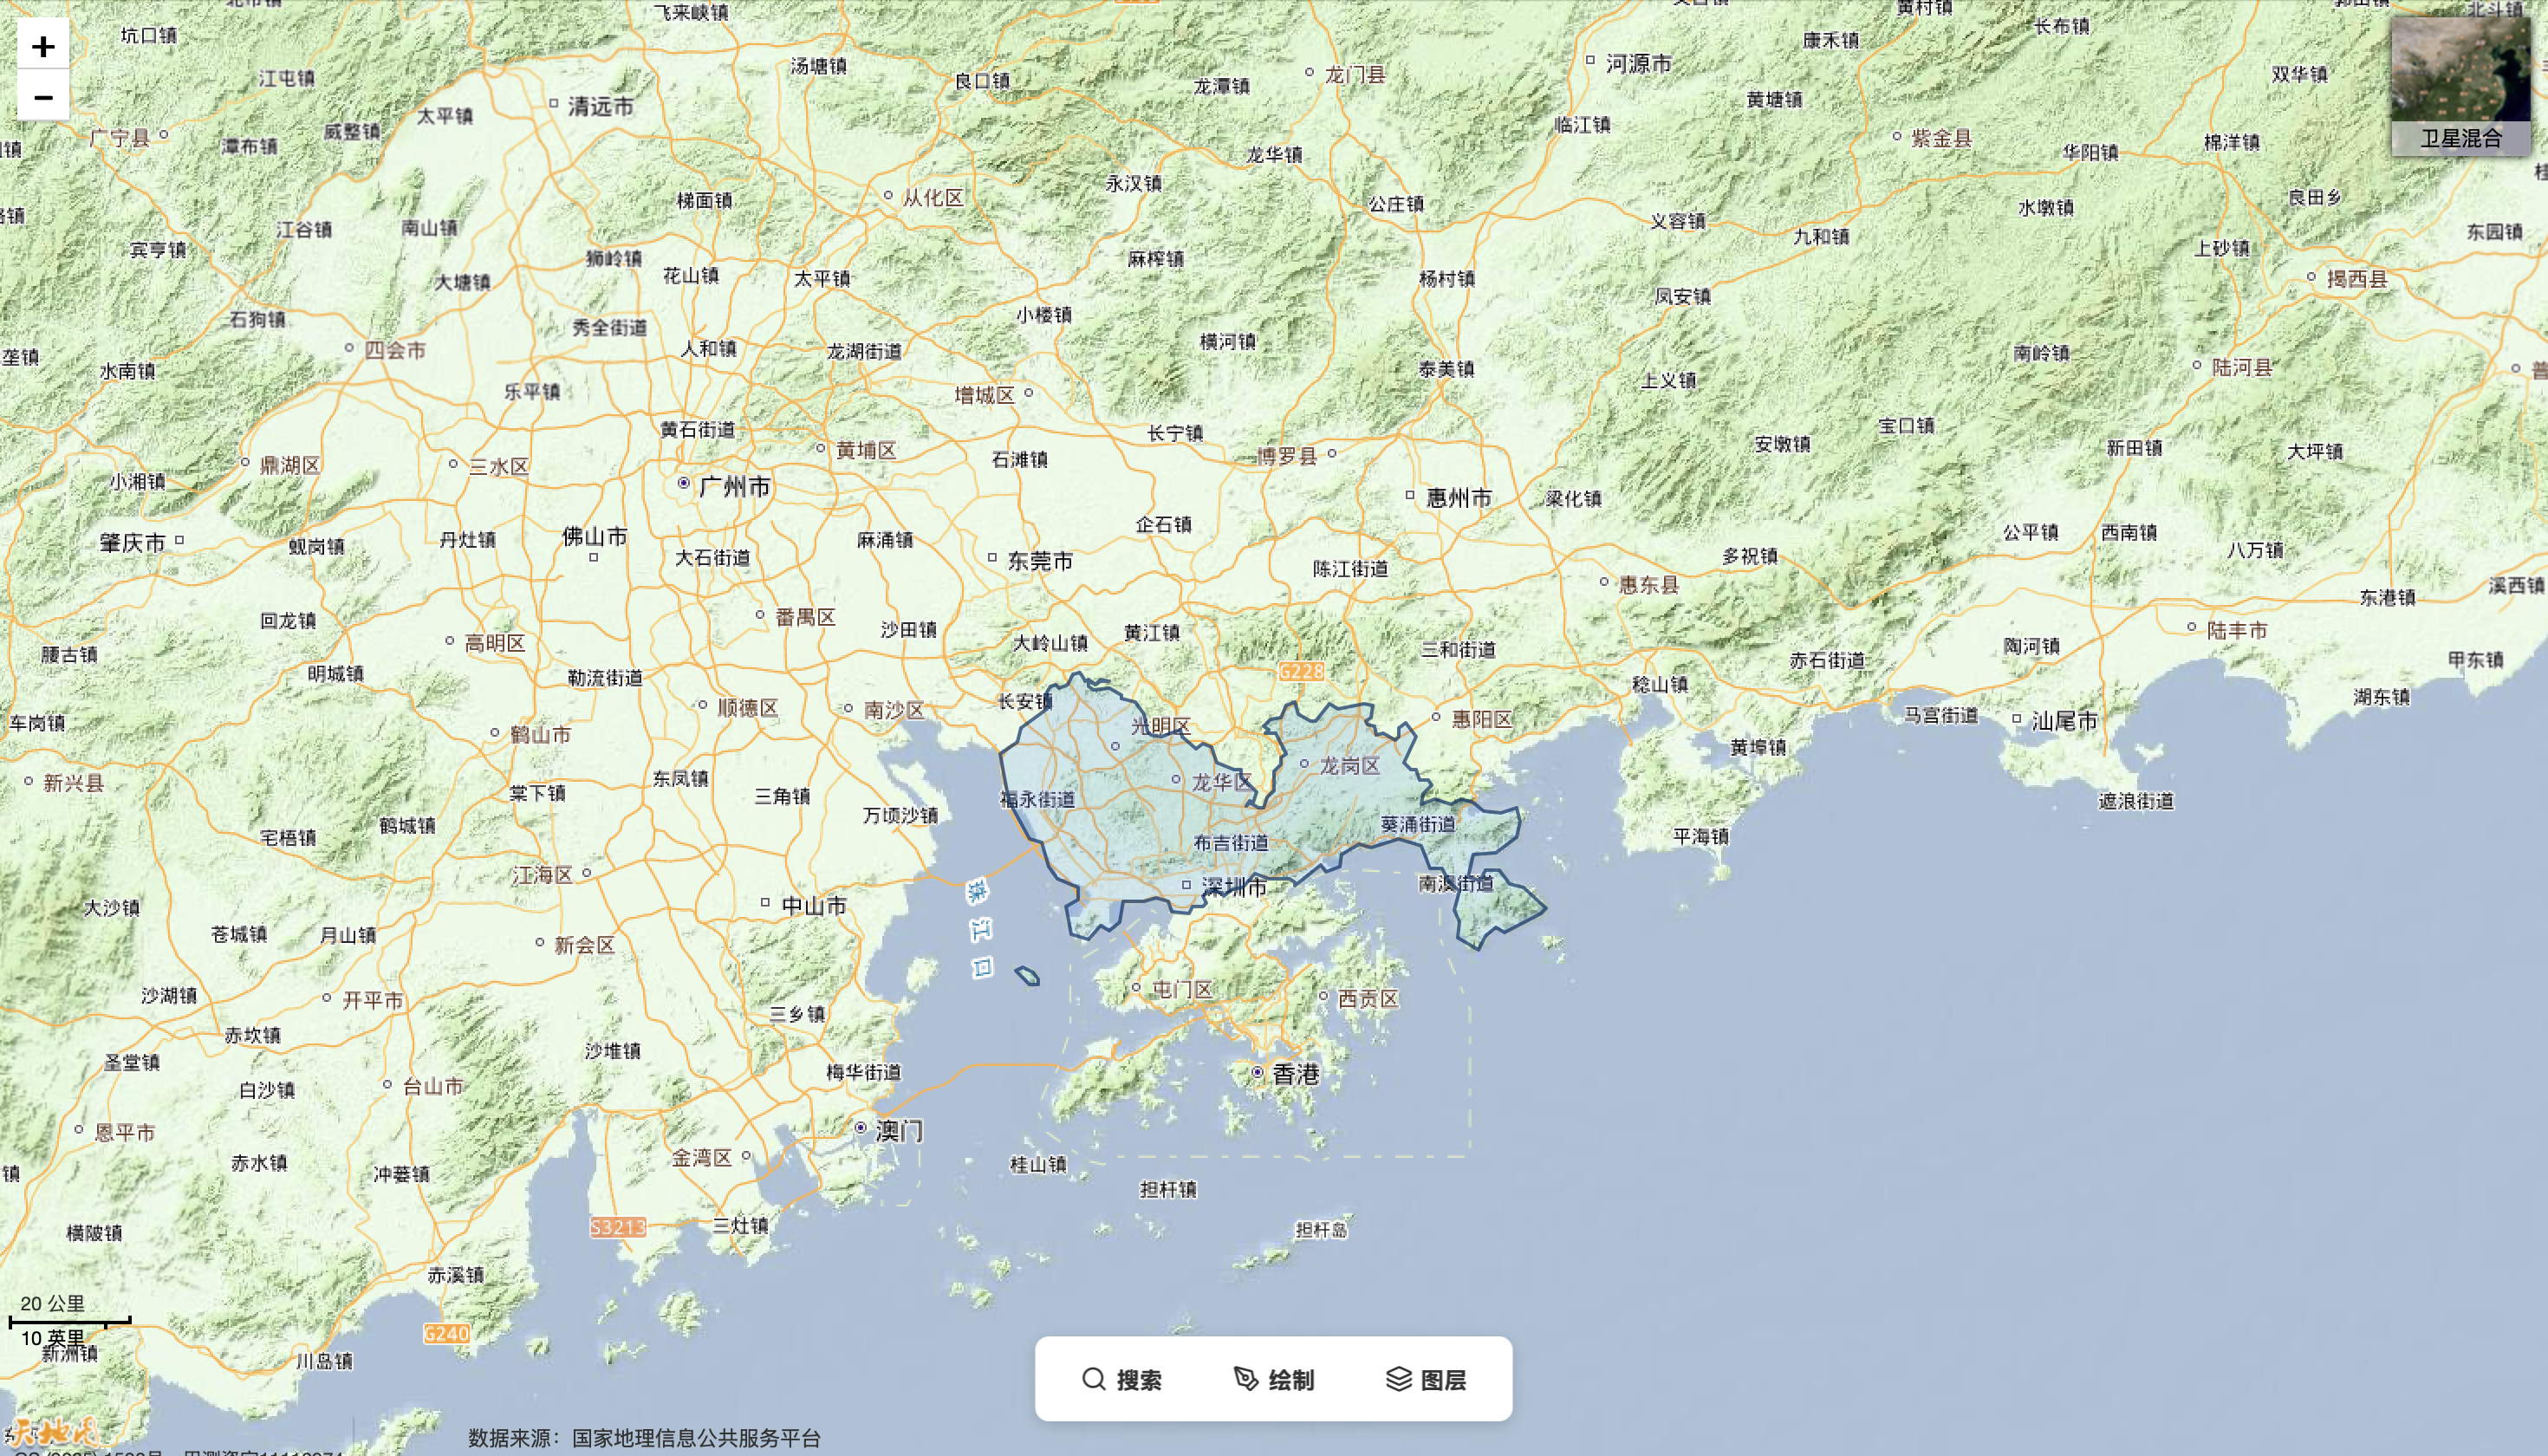 飞来峡镇
黄村镇
北斗镇
坑口镇
康禾镇
长布镇
河源市
汤塘镇
良口镇
龙潭镇
龙门县
双华镇
江屯镇
清远市
太平镇
黄塘镇
临江镇
广宁县
威整镇
潭布镇
紫金县
卫星混合
棉洋镇
华阳镇
龙华镇
永汉镇
从化区
梯面镇
公庄镇
良田乡
水墩镇
义容镇
江谷镇
南山镇
九和镇
东园镇
宾亨镇
上砂镇
狮岭镇
麻榨镇
花山镇
太平镇
杨村镇
揭西县
大塘镇
凤安镇
石狗镇
秀全街道
小楼镇
横河镇
四会市
人和镇
龙湖街道
南岭镇
垄镇
水南镇
泰美镇
上义镇
陆河县
乐平镇
增城区
黄石街道
长宁镇
宝口镇
黄埔区
安墩镇
新田镇
大坪镇
鼎湖区
三水区
石滩镇
博罗县
小湘镇
广州市
惠州市
梁化镇
肇庆市
蚬岗镇
丹灶镇
佛山市
大石街道
麻涌镇
企石镇
东莞市
陈江街道
多祝镇
公平镇
西南镇
八万镇
惠东县
溪西镇
东港镇
回龙镇
番禺区
沙田镇
高明区
大岭山镇
黄江镇
三和街道
陆丰市
腰古镇
明城镇
勒流街道
G228
赤石街道
陶河镇
甲东镇
稔山镇
湖东镇
车岗镇
顺德区
南沙区
长安镇
光明区
惠阳区
马宫街道
汕尾市
鹤山市
黄埠镇
新兴县
东凤镇
龙华区
龙岗区
棠下镇
三角镇
福永街道
遮浪街道
宅梧镇
鹤城镇
万顷沙镇
布吉街道
葵涌街道
平海镇
江海区
珠江口
深圳市
南澳街道
大沙镇
中山市
苍城镇
月山镇
新会区
沙湖镇
开平市
屯门区
西贡区
三乡镇
赤坎镇
圣堂镇
沙堆镇
梅华街道
香港
白沙镇
台山市
恩平市
澳门
赤水镇
冲蒌镇
金湾区
桂山镇
镇
担杆镇
横陂镇
S3213
三灶镇
担杆岛
赤溪镇
20 公里
10 英里
G240
新洲镇
川岛镇
搜索
绘制
图层
天地图
数据来源：国家地理信息公共服务平台